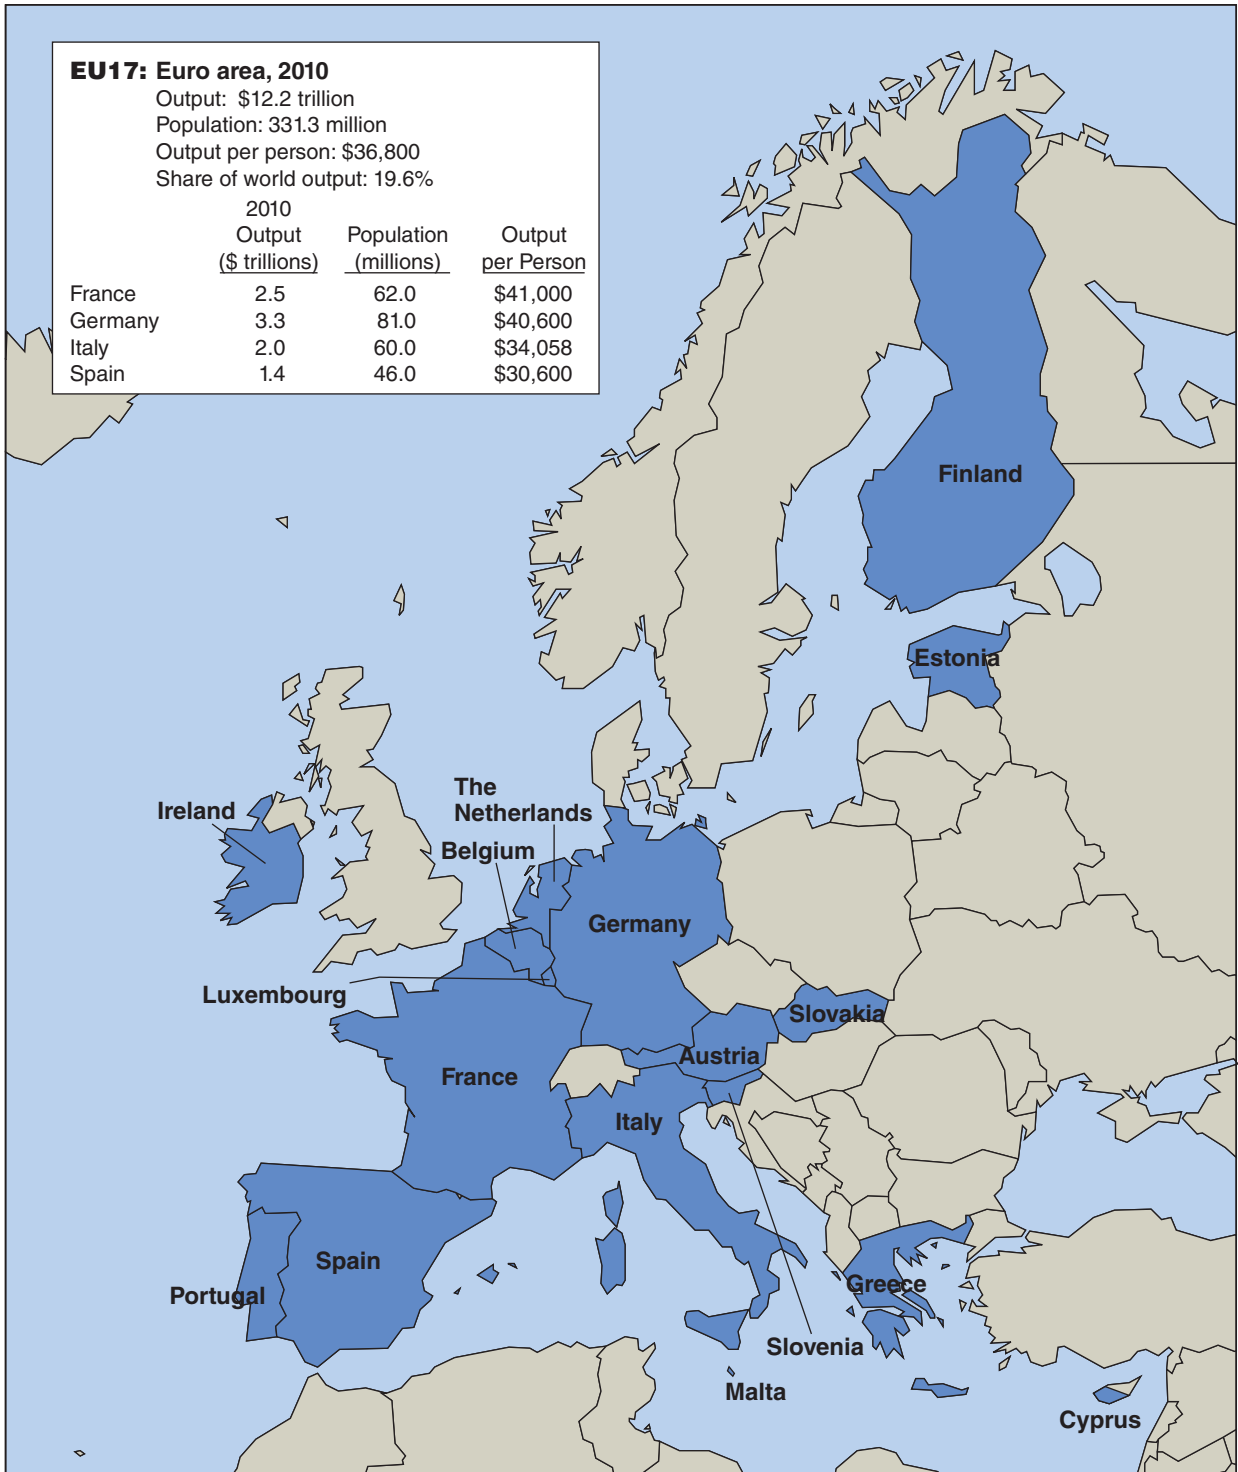 EU17: Euro area, 2010
Output: $12.2 trillion
Population: 331.3 million
Output per person: $36,800
Share of world output: 19.6%
2010
Output Population Output
($ trillions) (millions) per Person
France 2.5 62.0 $41,000
Germany 3.3 81.0 $40,600
Italy 2.0 60.0 $34,058
Spain 1.4 46.0 $30,600
Finland
Estonia
The
Netherlands
Ireland
Belgium
Germany
Luxembourg
Slovakia
Austria
France
Italy
Spain
Portugal
Greece
Slovenia
Malta
Cyprus